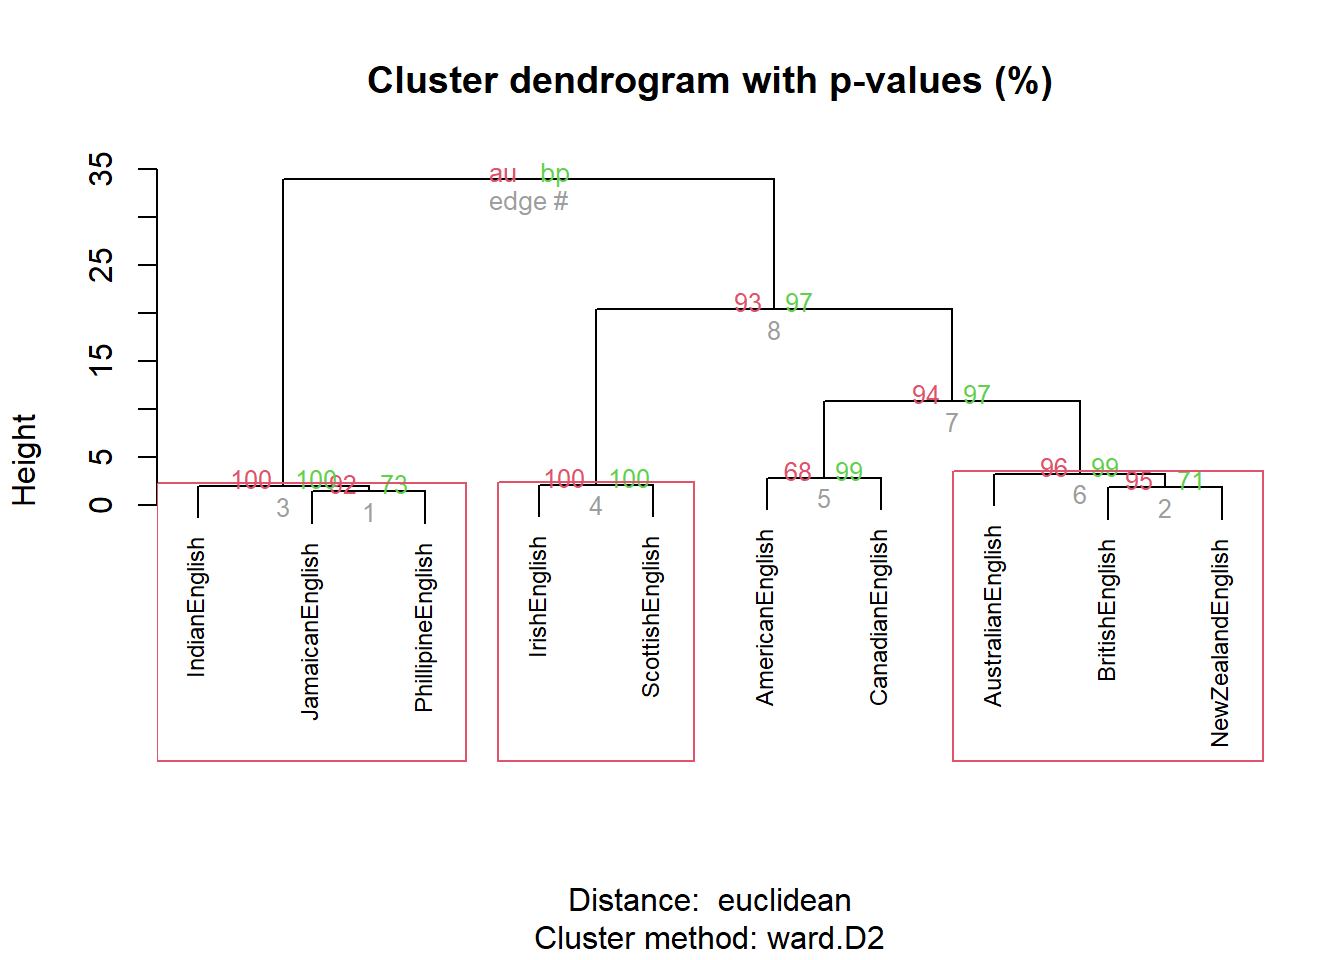 Cluster dendrogram with p-values (%)
Height
35
25
15
5
0
au bp
edge #
93 97
8
94 97
7
100 100
3
92 73
1
100 100
4
68 99
5
96 99
6
95 71
2
IndianEnglish
JamaicanEnglish
PhillipineEnglish
IrishEnglish
ScottishEnglish
AmericanEnglish
CanadianEnglish
AustralianEnglish
BritishEnglish
NewZealandEnglish
Distance: euclidean
Cluster method: ward.D2